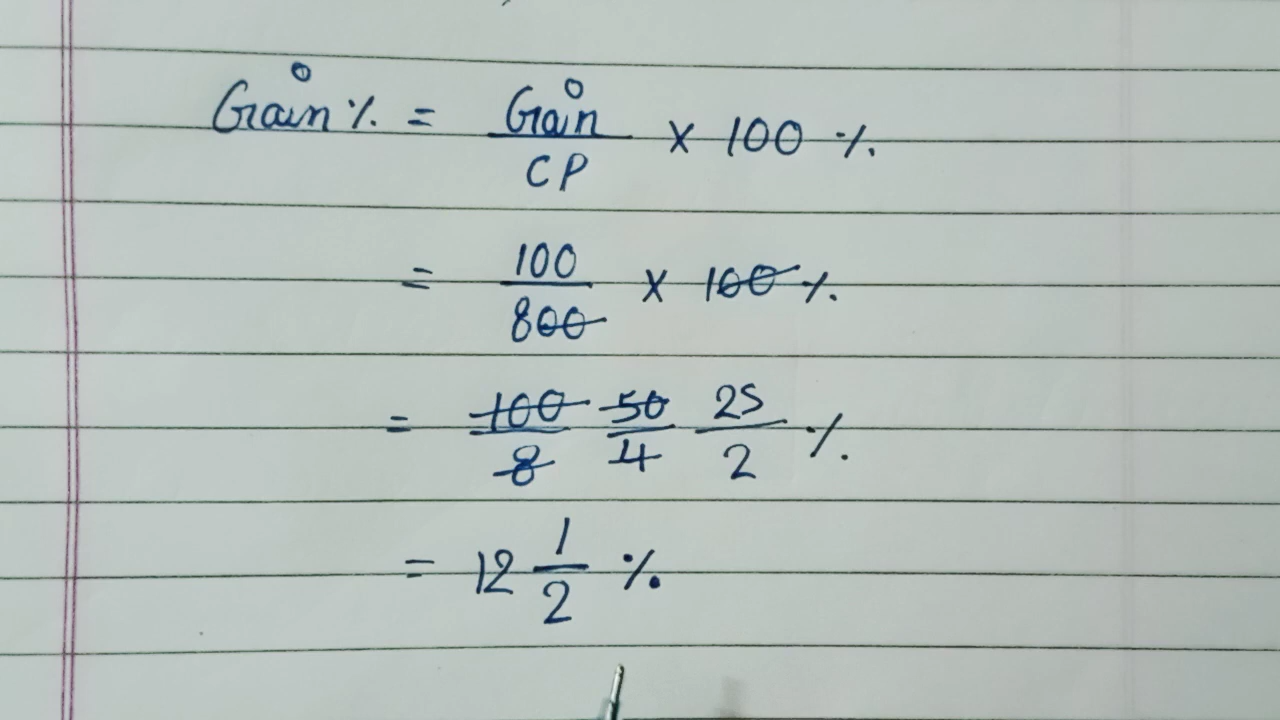 Gain % = Gain / CP × 100 %
= 100 / 800 × 100 %
= 100 / 8 50 / 4 25 / 2 %
= 12 1/2 %